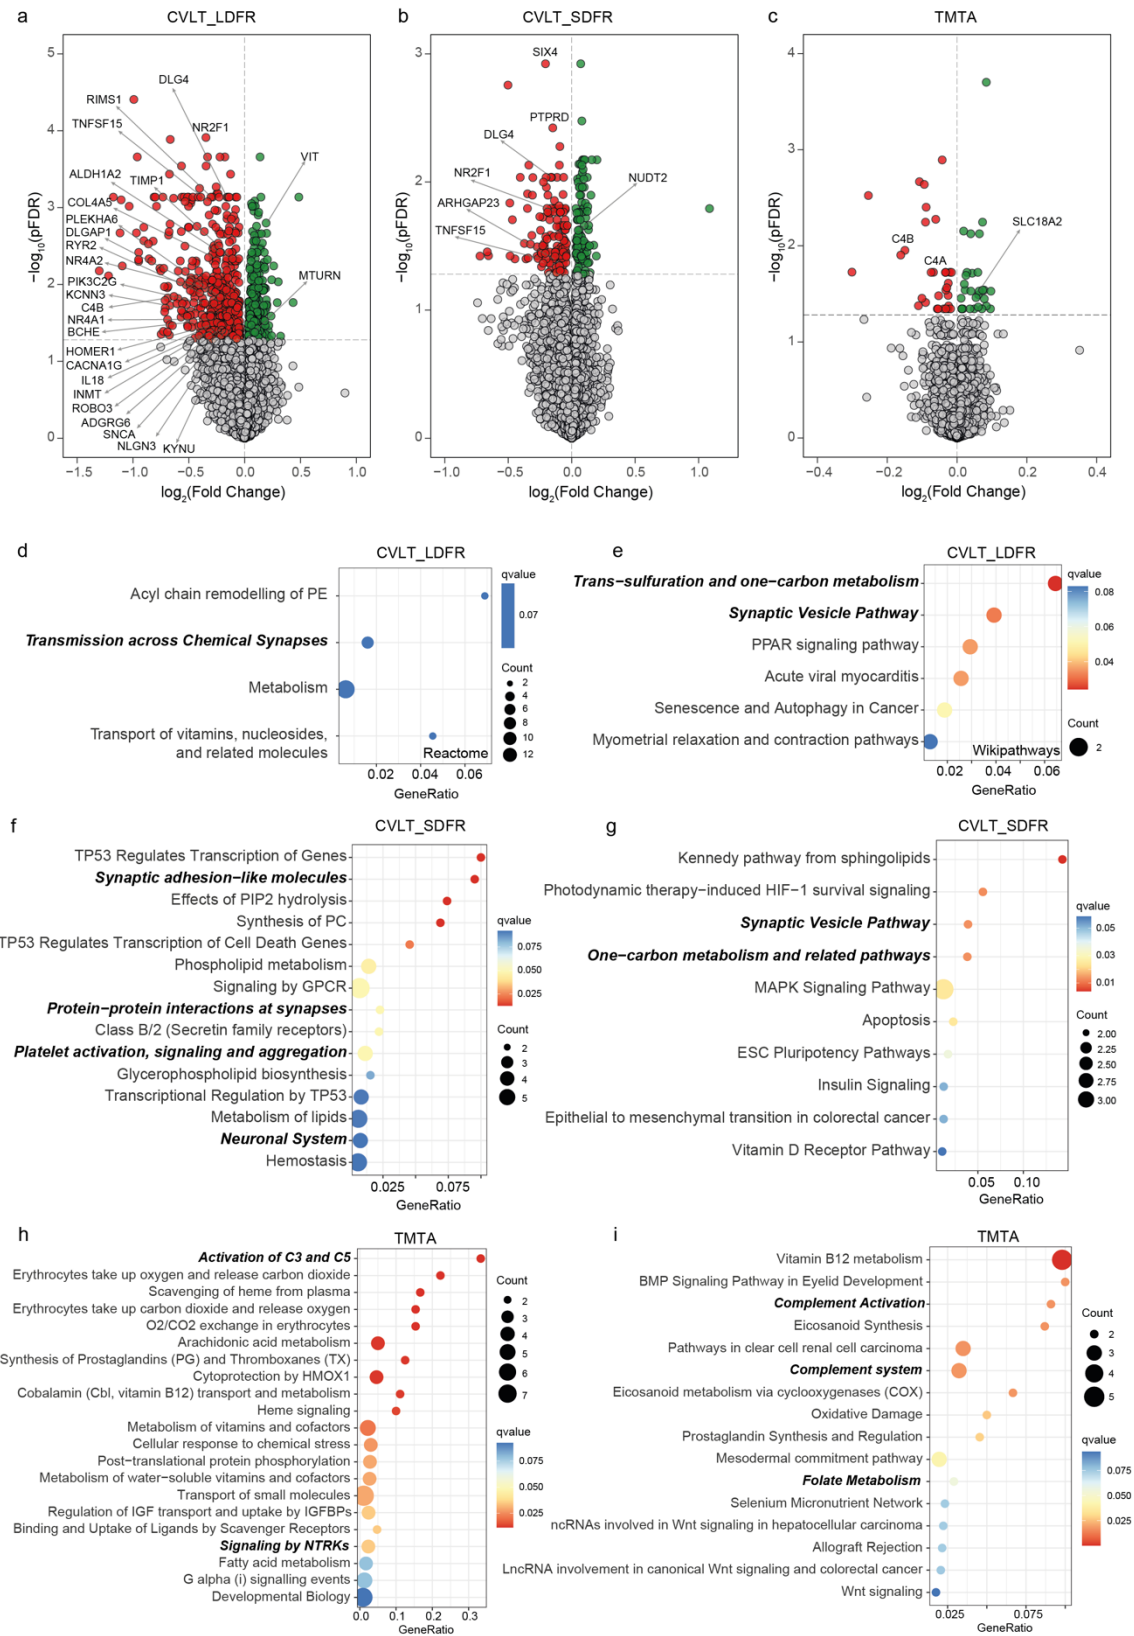 a
CVLT_LDFR
5
4
3
2
1
0
−log10(pFDR)
DLG4
RIMS1
TNFSF15
NR2F1
VIT
ALDH1A2
TIMP1
COL4A5
PLEKHA6
DLGAP1
RYR2
NR4A2
MTURN
PIK3C2G
KCNN3
C4B
NR4A1
BCHE
HOMER1
CACNA1G
IL18
INMT
ROBO3
ADGRG6
SNCA
NLGN3
KYNU
−1.5 −1.0 −0.5 0.0 0.5 1.0
log2(Fold Change)
b
CVLT_SDFR
3
2
1
0
−log10(pFDR)
SIX4
PTPRD
DLG4
NR2F1
NUDT2
ARHGAP23
TNFSF15
−1.0 −0.5 0.0 0.5 1.0
log2(Fold Change)
c
TMTA
4
3
2
1
0
−log10(pFDR)
SLC18A2
C4B
C4A
−0.4 −0.2 0.0 0.2 0.4
log2(Fold Change)
d
CVLT_LDFR
Acyl chain remodelling of PE
Transmission across Chemical Synapses
Metabolism
Transport of vitamins, nucleosides,
and related molecules
Reactome
0.02 0.04 0.06
GeneRatio
qvalue
0.07
Count
2
4
6
8
10
12
e
CVLT_LDFR
Trans−sulfuration and one−carbon metabolism
Synaptic Vesicle Pathway
PPAR signaling pathway
Acute viral myocarditis
Senescence and Autophagy in Cancer
Myometrial relaxation and contraction pathways
Wikipathways
0.02 0.04 0.06
GeneRatio
qvalue
0.08
0.06
0.04
Count
2
f
CVLT_SDFR
TP53 Regulates Transcription of Genes
Synaptic adhesion−like molecules
Effects of PIP2 hydrolysis
Synthesis of PC
TP53 Regulates Transcription of Cell Death Genes
Phospholipid metabolism
Signaling by GPCR
Protein−protein interactions at synapses
Class B/2 (Secretin family receptors)
Platelet activation, signaling and aggregation
Glycerophospholipid biosynthesis
Transcriptional Regulation by TP53
Metabolism of lipids
Neuronal System
Hemostasis
0.025 0.075
GeneRatio
qvalue
0.075
0.050
0.025
Count
2
3
4
5
g
CVLT_SDFR
Kennedy pathway from sphingolipids
Photodynamic therapy−induced HIF−1 survival signaling
Synaptic Vesicle Pathway
One−carbon metabolism and related pathways
MAPK Signaling Pathway
Apoptosis
ESC Pluripotency Pathways
Insulin Signaling
Epithelial to mesenchymal transition in colorectal cancer
Vitamin D Receptor Pathway
0.05 0.10
GeneRatio
qvalue
0.05
0.03
0.01
Count
2.00
2.25
2.50
2.75
3.00
h
TMTA
Activation of C3 and C5
Erythrocytes take up oxygen and release carbon dioxide
Scavenging of heme from plasma
Erythrocytes take up carbon dioxide and release oxygen
O2/CO2 exchange in erythrocytes
Arachidonic acid metabolism
Synthesis of Prostaglandins (PG) and Thromboxanes (TX)
Cytoprotection by HMOX1
Cobalamin (Cbl, vitamin B12) transport and metabolism
Heme signaling
Metabolism of vitamins and cofactors
Cellular response to chemical stress
Post−translational protein phosphorylation
Metabolism of water−soluble vitamins and cofactors
Transport of small molecules
Regulation of IGF transport and uptake by IGFBPs
Binding and Uptake of Ligands by Scavenger Receptors
Signaling by NTRKs
Fatty acid metabolism
G alpha (i) signalling events
Developmental Biology
0.0 0.1 0.2 0.3
GeneRatio
Count
2
3
4
5
6
7
qvalue
0.075
0.050
0.025
i
TMTA
Vitamin B12 metabolism
BMP Signaling Pathway in Eyelid Development
Complement Activation
Eicosanoid Synthesis
Pathways in clear cell renal cell carcinoma
Complement system
Eicosanoid metabolism via cyclooxygenases (COX)
Oxidative Damage
Prostaglandin Synthesis and Regulation
Mesodermal commitment pathway
Folate Metabolism
Selenium Micronutrient Network
ncRNAs involved in Wnt signaling in hepatocellular carcinoma
Allograft Rejection
LncRNA involvement in canonical Wnt signaling and colorectal cancer
Wnt signaling
0.025 0.075
GeneRatio
Count
2
3
4
5
qvalue
0.075
0.050
0.025